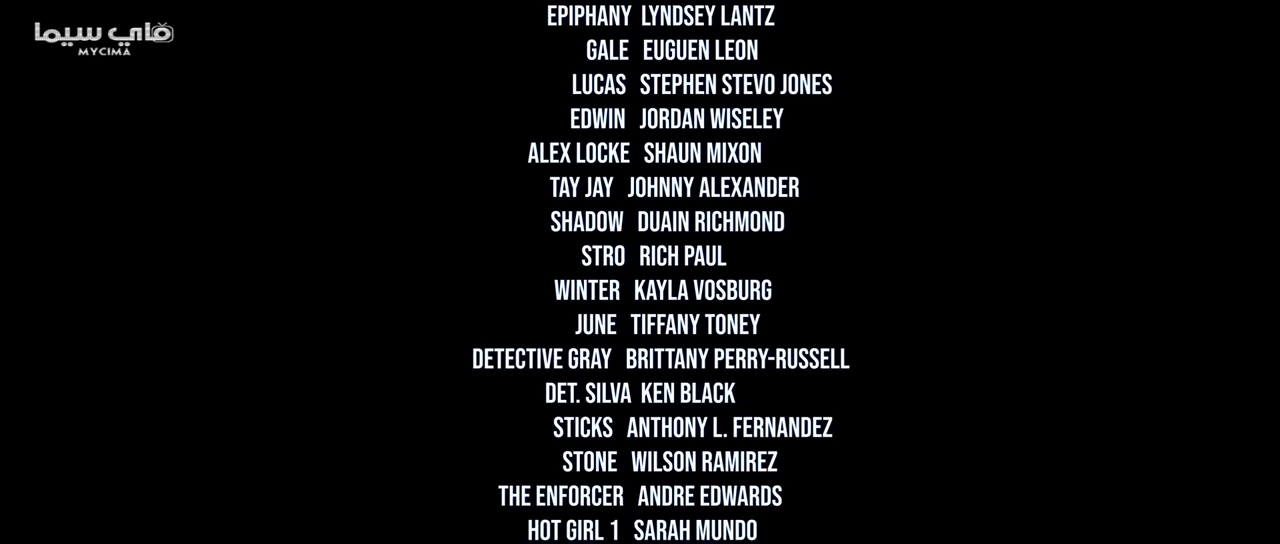 ماي سيما
MYCIMA
EPIPHANY LYNDSEY LANTZ
GALE EUGUEN LEON
LUCAS STEPHEN STEVO JONES
EDWIN JORDAN WISELEY
ALEX LOCKE SHAUN MIXON
TAY JAY JOHNNY ALEXANDER
SHADOW DUAIN RICHMOND
STRO RICH PAUL
WINTER KAYLA VOSBURG
JUNE TIFFANY TONEY
DETECTIVE GRAY BRITTANY PERRY-RUSSELL
DET. SILVA KEN BLACK
STICKS ANTHONY L. FERNANDEZ
STONE WILSON RAMIREZ
THE ENFORCER ANDRE EDWARDS
HOT GIRL 1 SARAH MUNDO